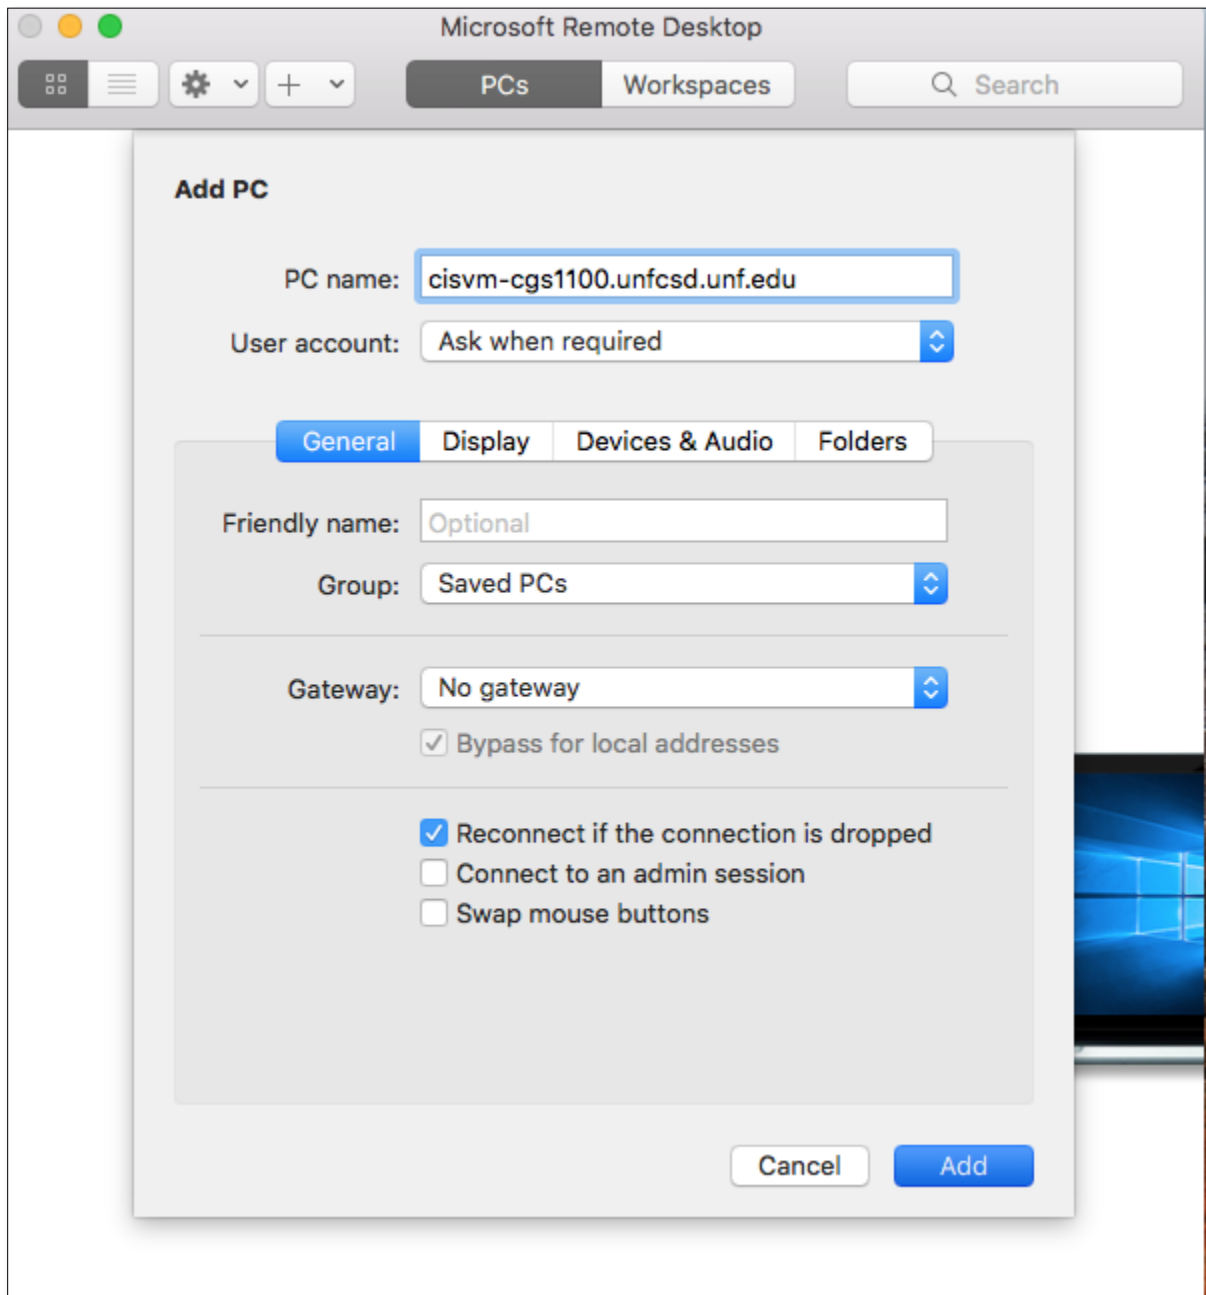 Microsoft Remote Desktop
PCs Workspaces Search
Add PC
PC name: cisvm-cgs1100.unfcsd.unf.edu
User account: Ask when required
General Display Devices & Audio Folders
Friendly name: Optional
Group: Saved PCs
Gateway: No gateway
Bypass for local addresses
Reconnect if the connection is dropped
Connect to an admin session
Swap mouse buttons
Cancel Add